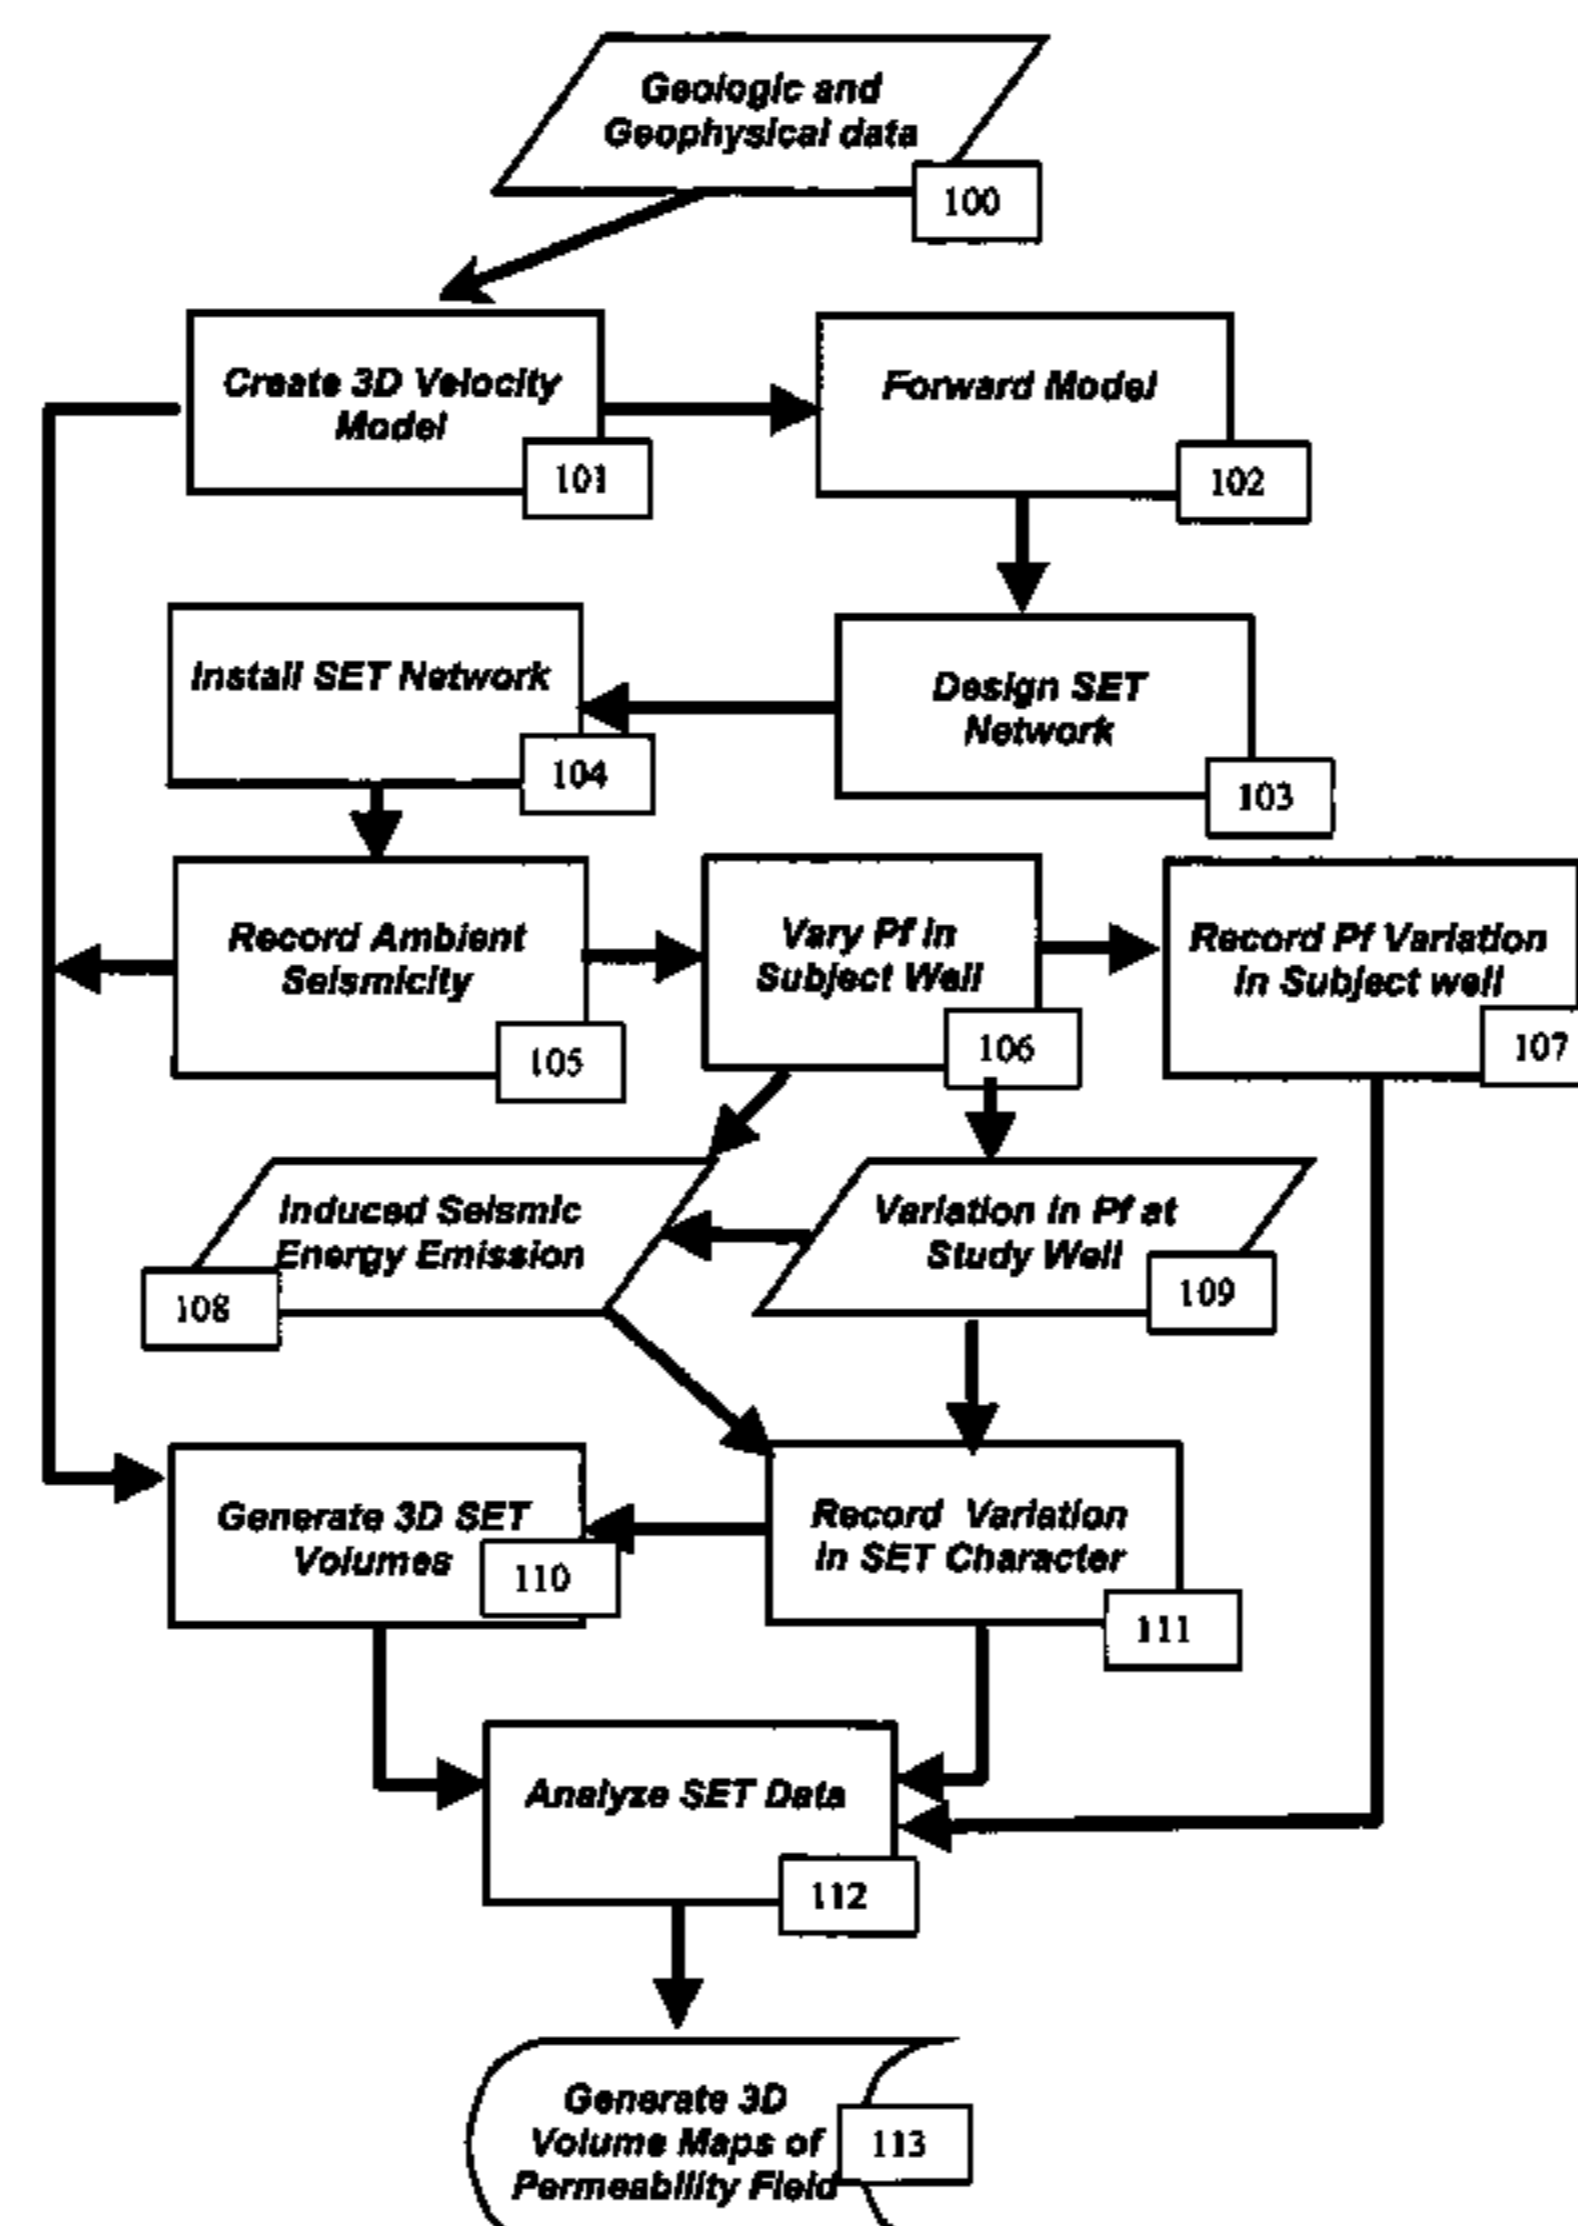 Geologic and
Geophysical data
100
Create 3D Velocity
Model
101
Forward Model
102
Install SET Network
104
Design SET
Network
103
Record Ambient
Seismicity
105
Vary Pf in
Subject Well
106
Record Pf Variation
in Subject well
107
Induced Seismic
Energy Emission
108
Variation in Pf at
Study Well
109
Generate 3D SET
Volumes
110
Record Variation
in SET Character
111
Analyze SET Data
112
Generate 3D
Volume Maps of
Permeability Field
113